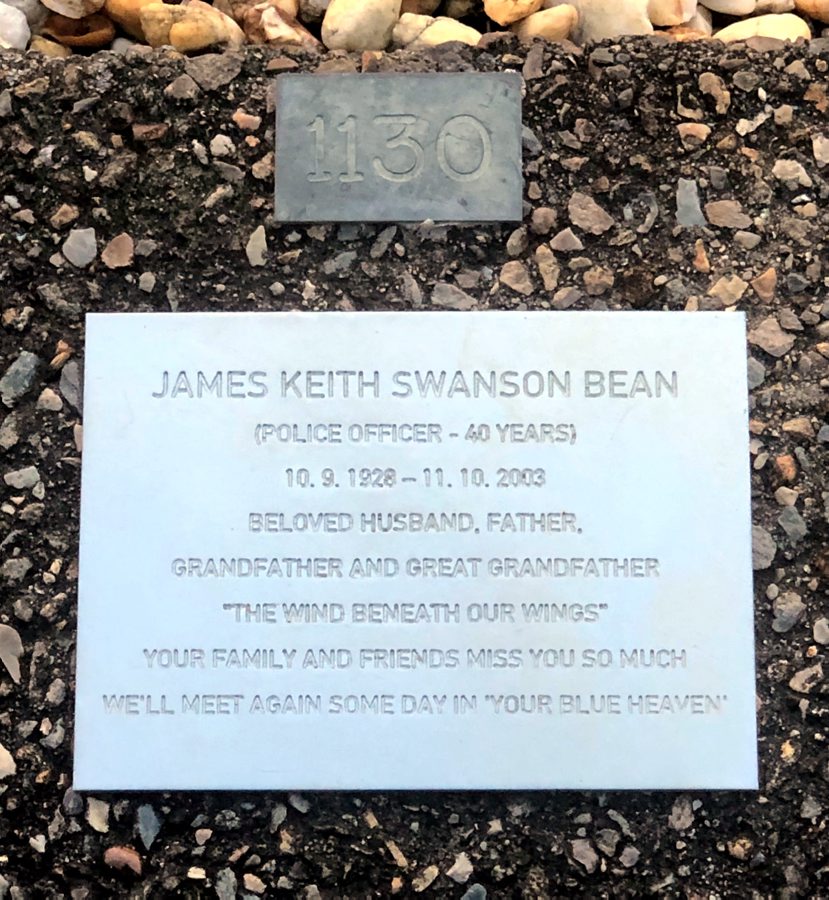 1130
JAMES KEITH SWANSON BEAN
(POLICE OFFICER - 40 YEARS)
10. 9. 1928 – 11. 10. 2003
BELOVED HUSBAND, FATHER,
GRANDFATHER AND GREAT GRANDFATHER
"THE WIND BENEATH OUR WINGS"
YOUR FAMILY AND FRIENDS MISS YOU SO MUCH
WE'LL MEET AGAIN SOME DAY IN 'YOUR BLUE HEAVEN'